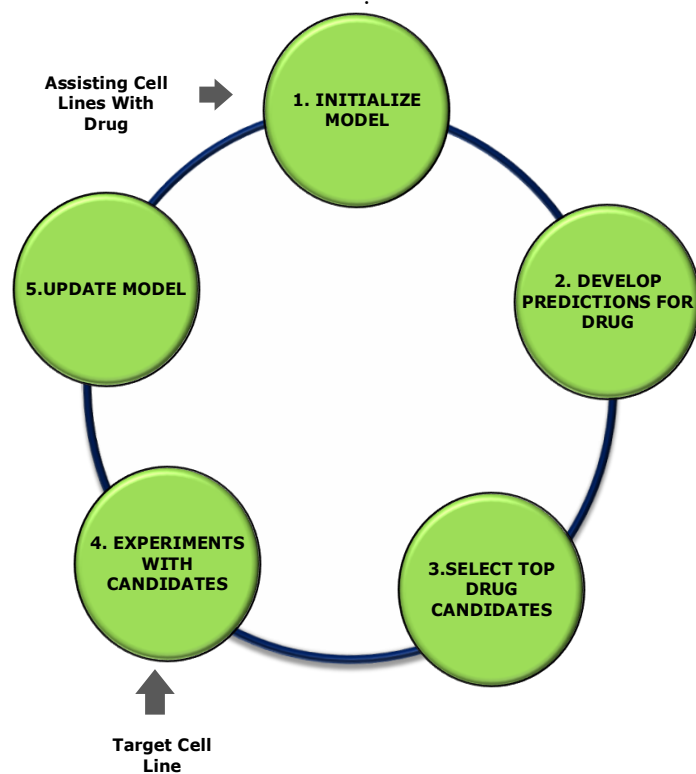 Assisting Cell
Lines With
Drug
1. INITIALIZE
MODEL
2. DEVELOP
PREDICTIONS FOR
DRUG
3.SELECT TOP
DRUG
CANDIDATES
4. EXPERIMENTS
WITH
CANDIDATES
5.UPDATE MODEL
Target Cell
Line